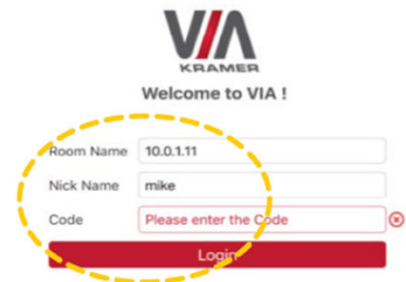 VIA
KRAMER
Welcome to VIA !
Room Name 10.0.1.11
Nick Name mike
Code Please enter the Code
Login